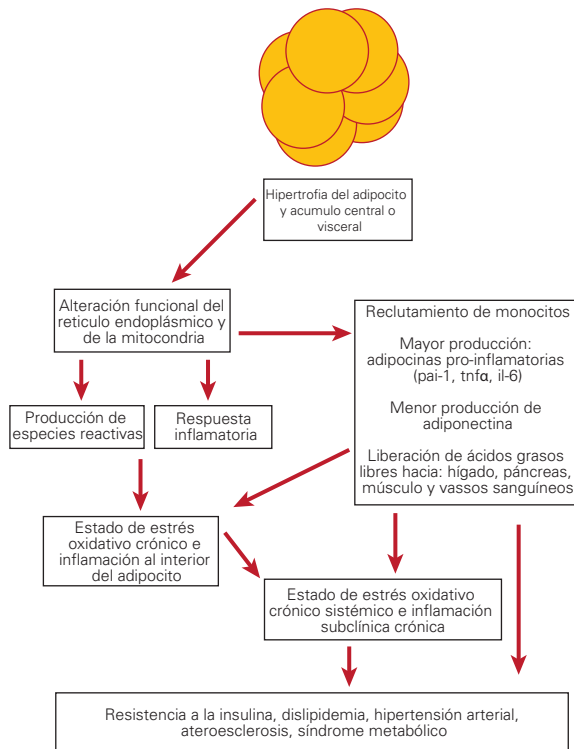 Hipertrofia del adipocito
y acumulo central o
visceral
Alteración funcional del
reticulo endoplásmico y
de la mitocondria
Reclutamiento de monocitos
Mayor producción:
adipocinas pro-inflamatorias
(pai-1, tnfα, il-6)
Menor producción de
adiponectina
Liberación de ácidos grasos
libres hacia: hígado, páncreas,
músculo y vassos sanguíneos
Producción de
especies reactivas
Respuesta
inflamatoria
Estado de estrés
oxidativo crónico e
inflamación al interior
del adipocito
Estado de estrés oxidativo
crónico sistémico e inflamación
subclínica crónica
Resistencia a la insulina, dislipidemia, hipertensión arterial,
ateroesclerosis, síndrome metabólico